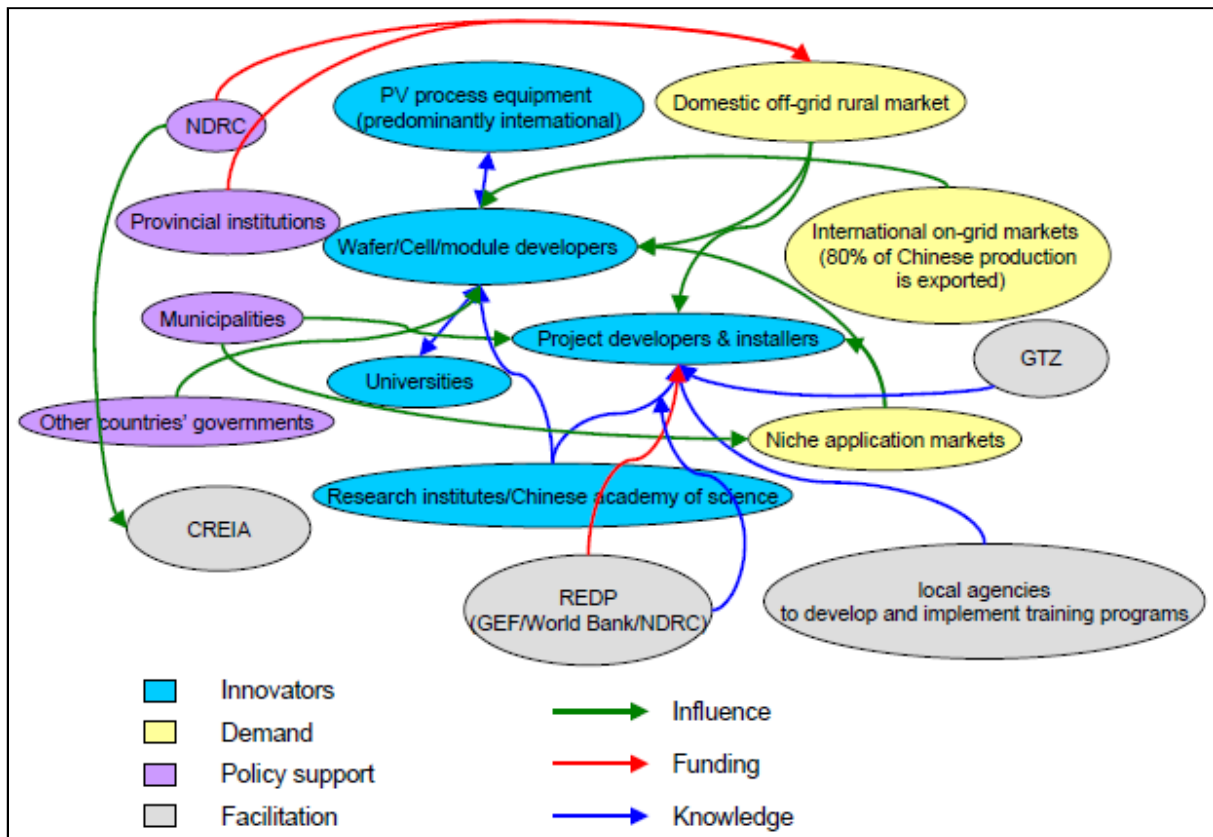 PV process equipment
(predominantly international)
Domestic off-grid rural market
NDRC
Provincial institutions
Wafer/Cell/module developers
International on-grid markets
(80% of Chinese production
is exported)
Municipalities
Project developers & installers
GTZ
Universities
Other countries' governments
Niche application markets
Research institutes/Chinese academy of science
CREIA
REDP
(GEF/World Bank/NDRC)
local agencies
to develop and implement training programs
Innovators
Demand
Policy support
Facilitation
Influence
Funding
Knowledge